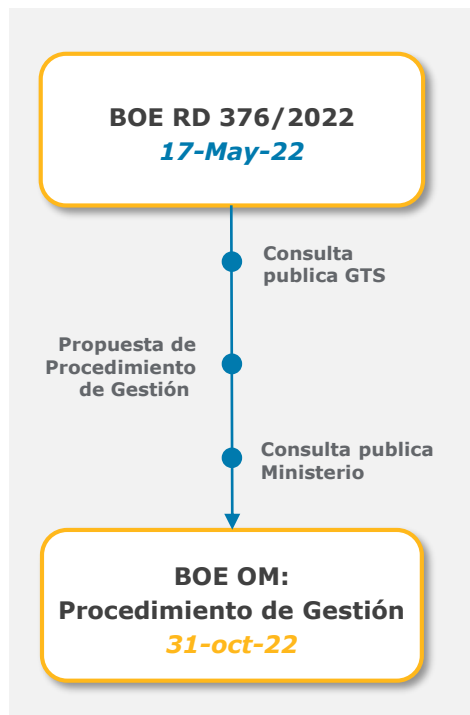 BOE RD 376/2022
17-May-22
Consulta
publica GTS
Propuesta de
Procedimiento
de Gestión
Consulta publica
Ministerio
BOE OM:
Procedimiento de Gestión
31-oct-22